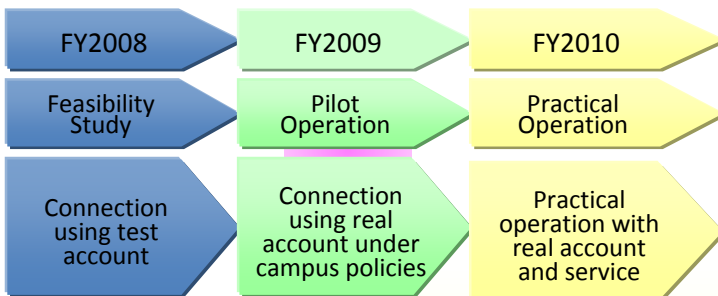 FY2008
FY2009
FY2010
Feasibility
Study
Pilot
Operation
Practical
Operation
Connection
using test
account
Connection
using real
account under
campus policies
Practical
operation with
real account
and service